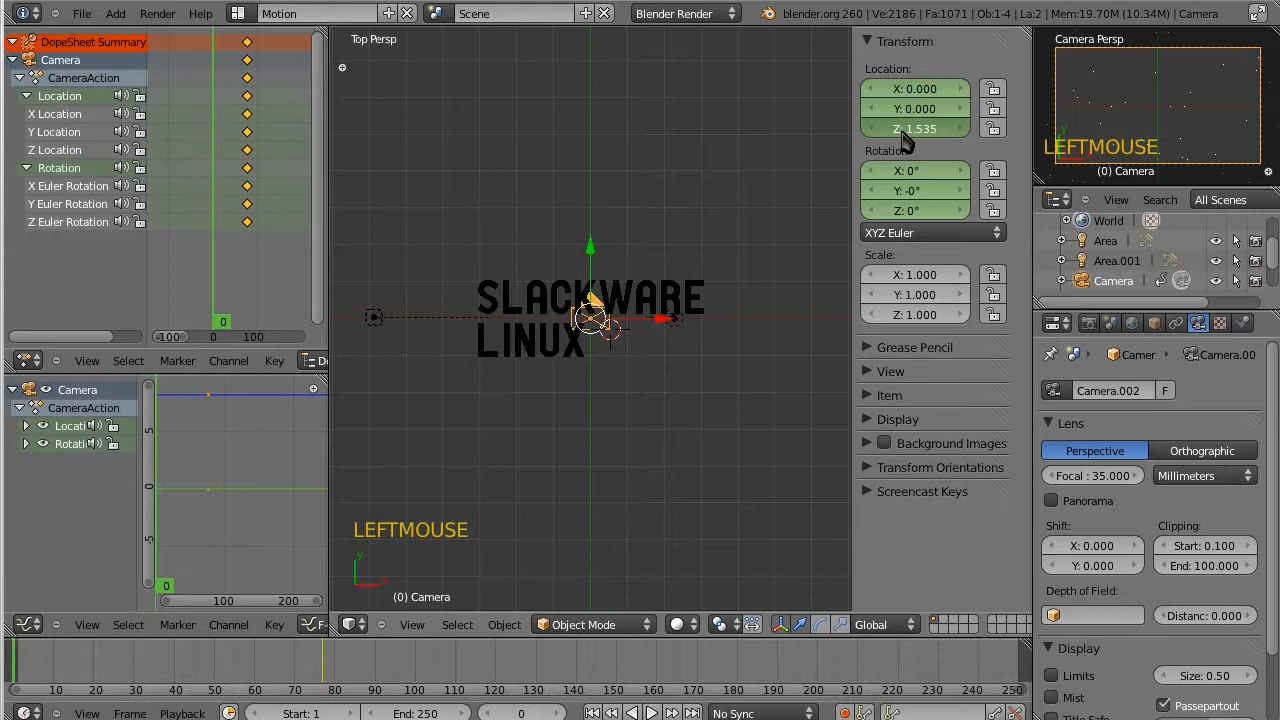 File Add Render Help Motion Scene Blender Render blender.org 260 | Ve:2186 | Fa:1071 | Ob:1-4 | La:2 | Mem:19.70M (10.34M) | Camera
DopeSheet Summary
Camera
CameraAction
Location
X Location
Y Location
Z Location
Rotation
X Euler Rotation
Y Euler Rotation
Z Euler Rotation
0
-100 0 100
View Select Marker Channel Key
Camera
CameraAction
Locati
Rotati
5
0
-5
0
100 200
View Select Marker Channel Key
Top Persp
SLACKWARE
LINUX
LEFTMOUSE
y
x
(0) Camera
View Select Object Object Mode Global
Transform
Location:
X: 0.000
Y: 0.000
Z: 1.535
Rotation:
X: 0°
Y: -0°
Z: 0°
XYZ Euler
Scale:
X: 1.000
Y: 1.000
Z: 1.000
Grease Pencil
View
Item
Display
Background Images
Transform Orientations
Screencast Keys
Camera Persp
y
LEFTMOUSE
(0) Camera
View Search All Scenes
World
Area
Area.001
Camera
Camer Camera.00
Camera.002 F
Lens
Perspective Orthographic
Focal : 35.000 Millimeters
Panorama
Shift: Clipping:
X: 0.000 Start: 0.100
Y: 0.000 End: 100.000
Depth of Field:
Distanc: 0.000
Display
Limits Size: 0.50
Mist Passepartout
10 20 30 40 50 60 70 80 90 100 110 120 130 140 150 160 170 180 190 200 210 220 230 240 250
View Frame Playback Start: 1 End: 250 0 No Sync